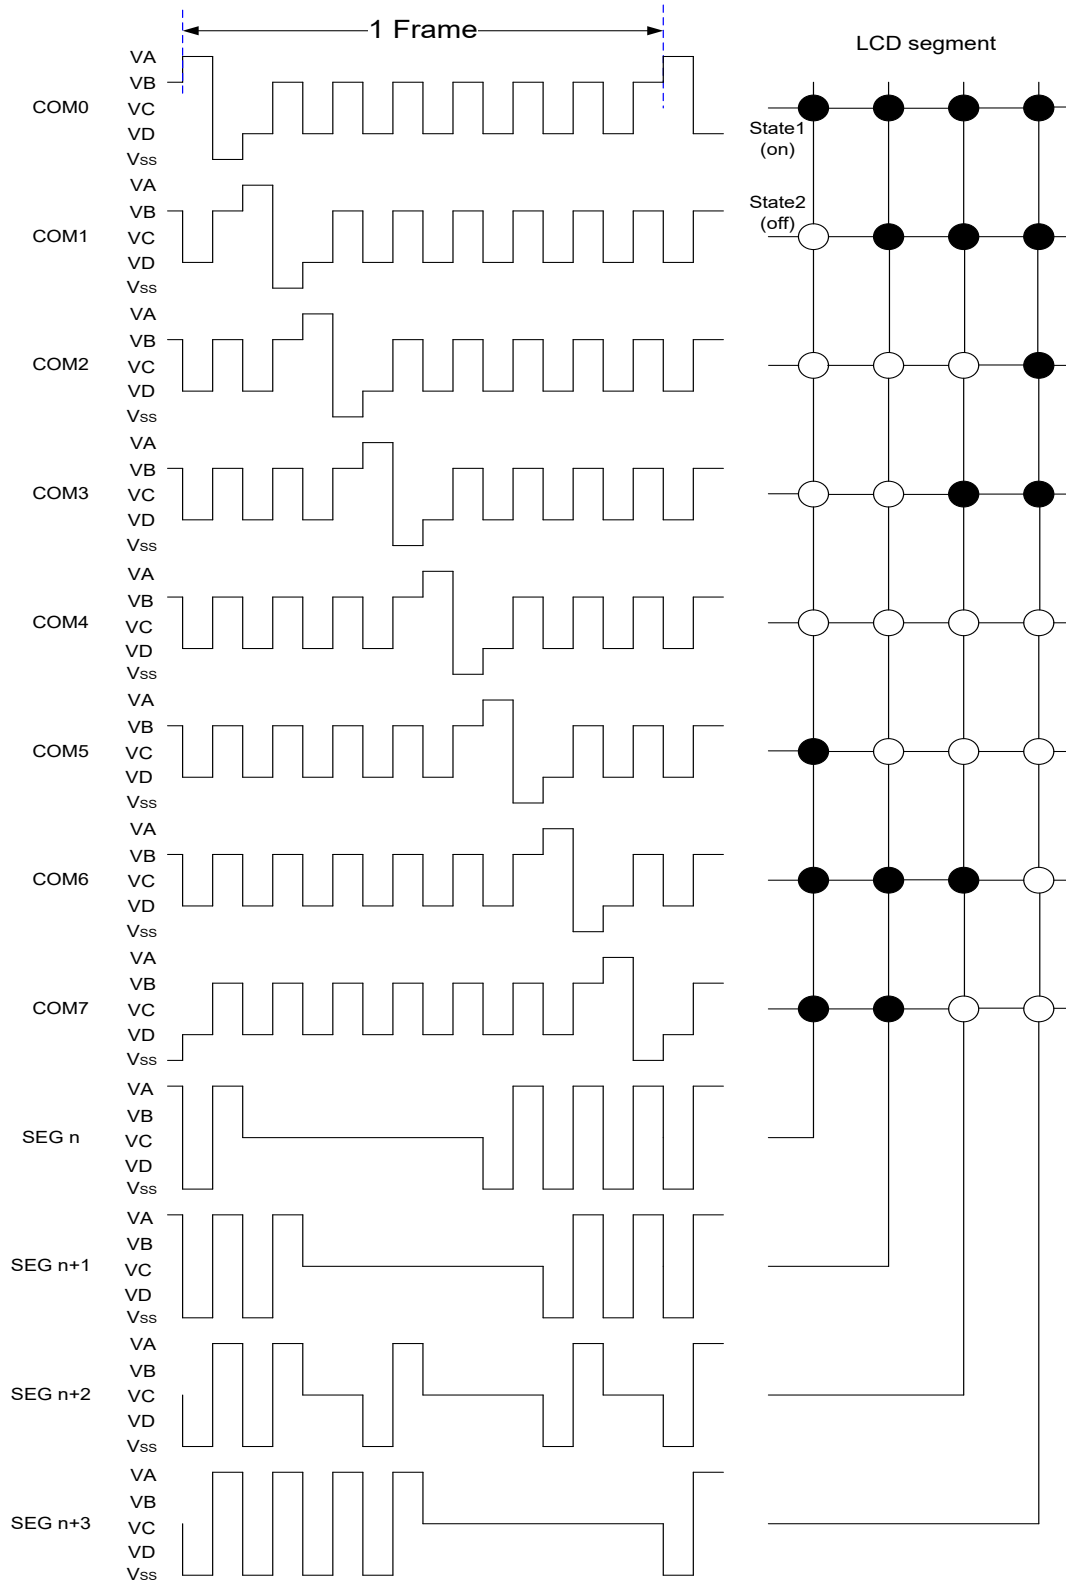 1 Frame
LCD segment
COM0
VA
VB
VC
VD
Vss
State1
(on)
COM1
VA
VB
VC
VD
Vss
State2
(off)
COM2
VA
VB
VC
VD
Vss
COM3
VA
VB
VC
VD
Vss
COM4
VA
VB
VC
VD
Vss
COM5
VA
VB
VC
VD
Vss
COM6
VA
VB
VC
VD
Vss
COM7
VA
VB
VC
VD
Vss
SEG n
VA
VB
VC
VD
Vss
SEG n+1
VA
VB
VC
VD
Vss
SEG n+2
VA
VB
VC
VD
Vss
SEG n+3
VA
VB
VC
VD
Vss